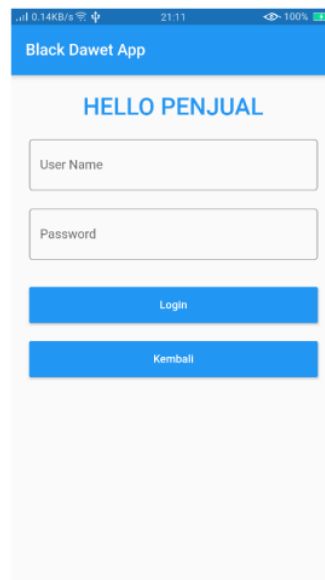 0.14KB/s 21:11 100%
Black Dawet App
HELLO PENJUAL
User Name
Password
Login
Kembali